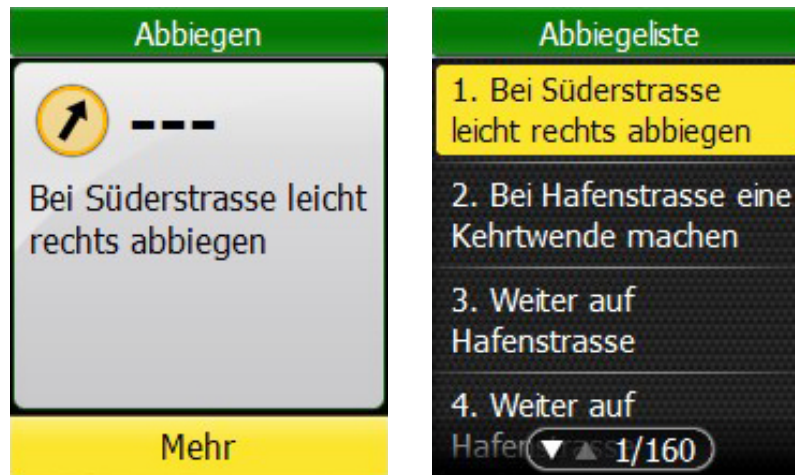 Abbiegen
---
Bei Süderstrasse leicht
rechts abbiegen
Mehr
Abbiegeliste
1. Bei Süderstrasse
leicht rechts abbiegen
2. Bei Hafenstrasse eine
Kehrtwende machen
3. Weiter auf
Hafenstrasse
4. Weiter auf
1/160